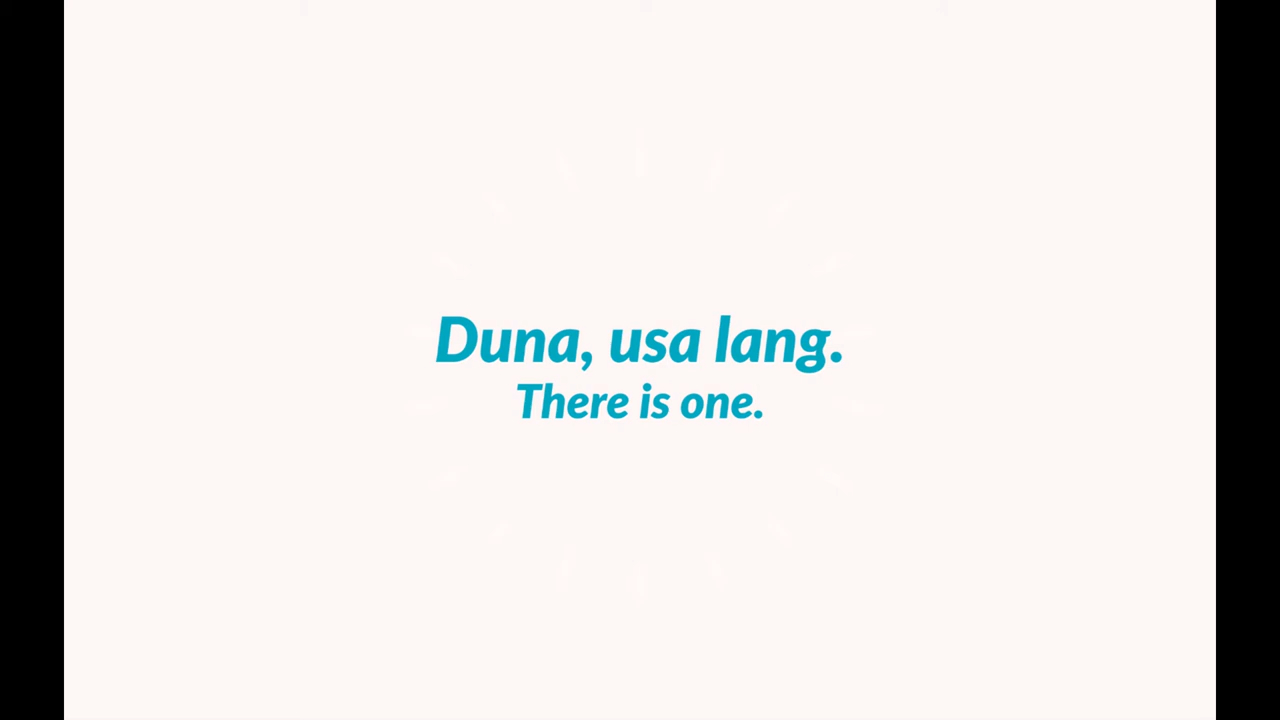 Duna, usa lang.
There is one.